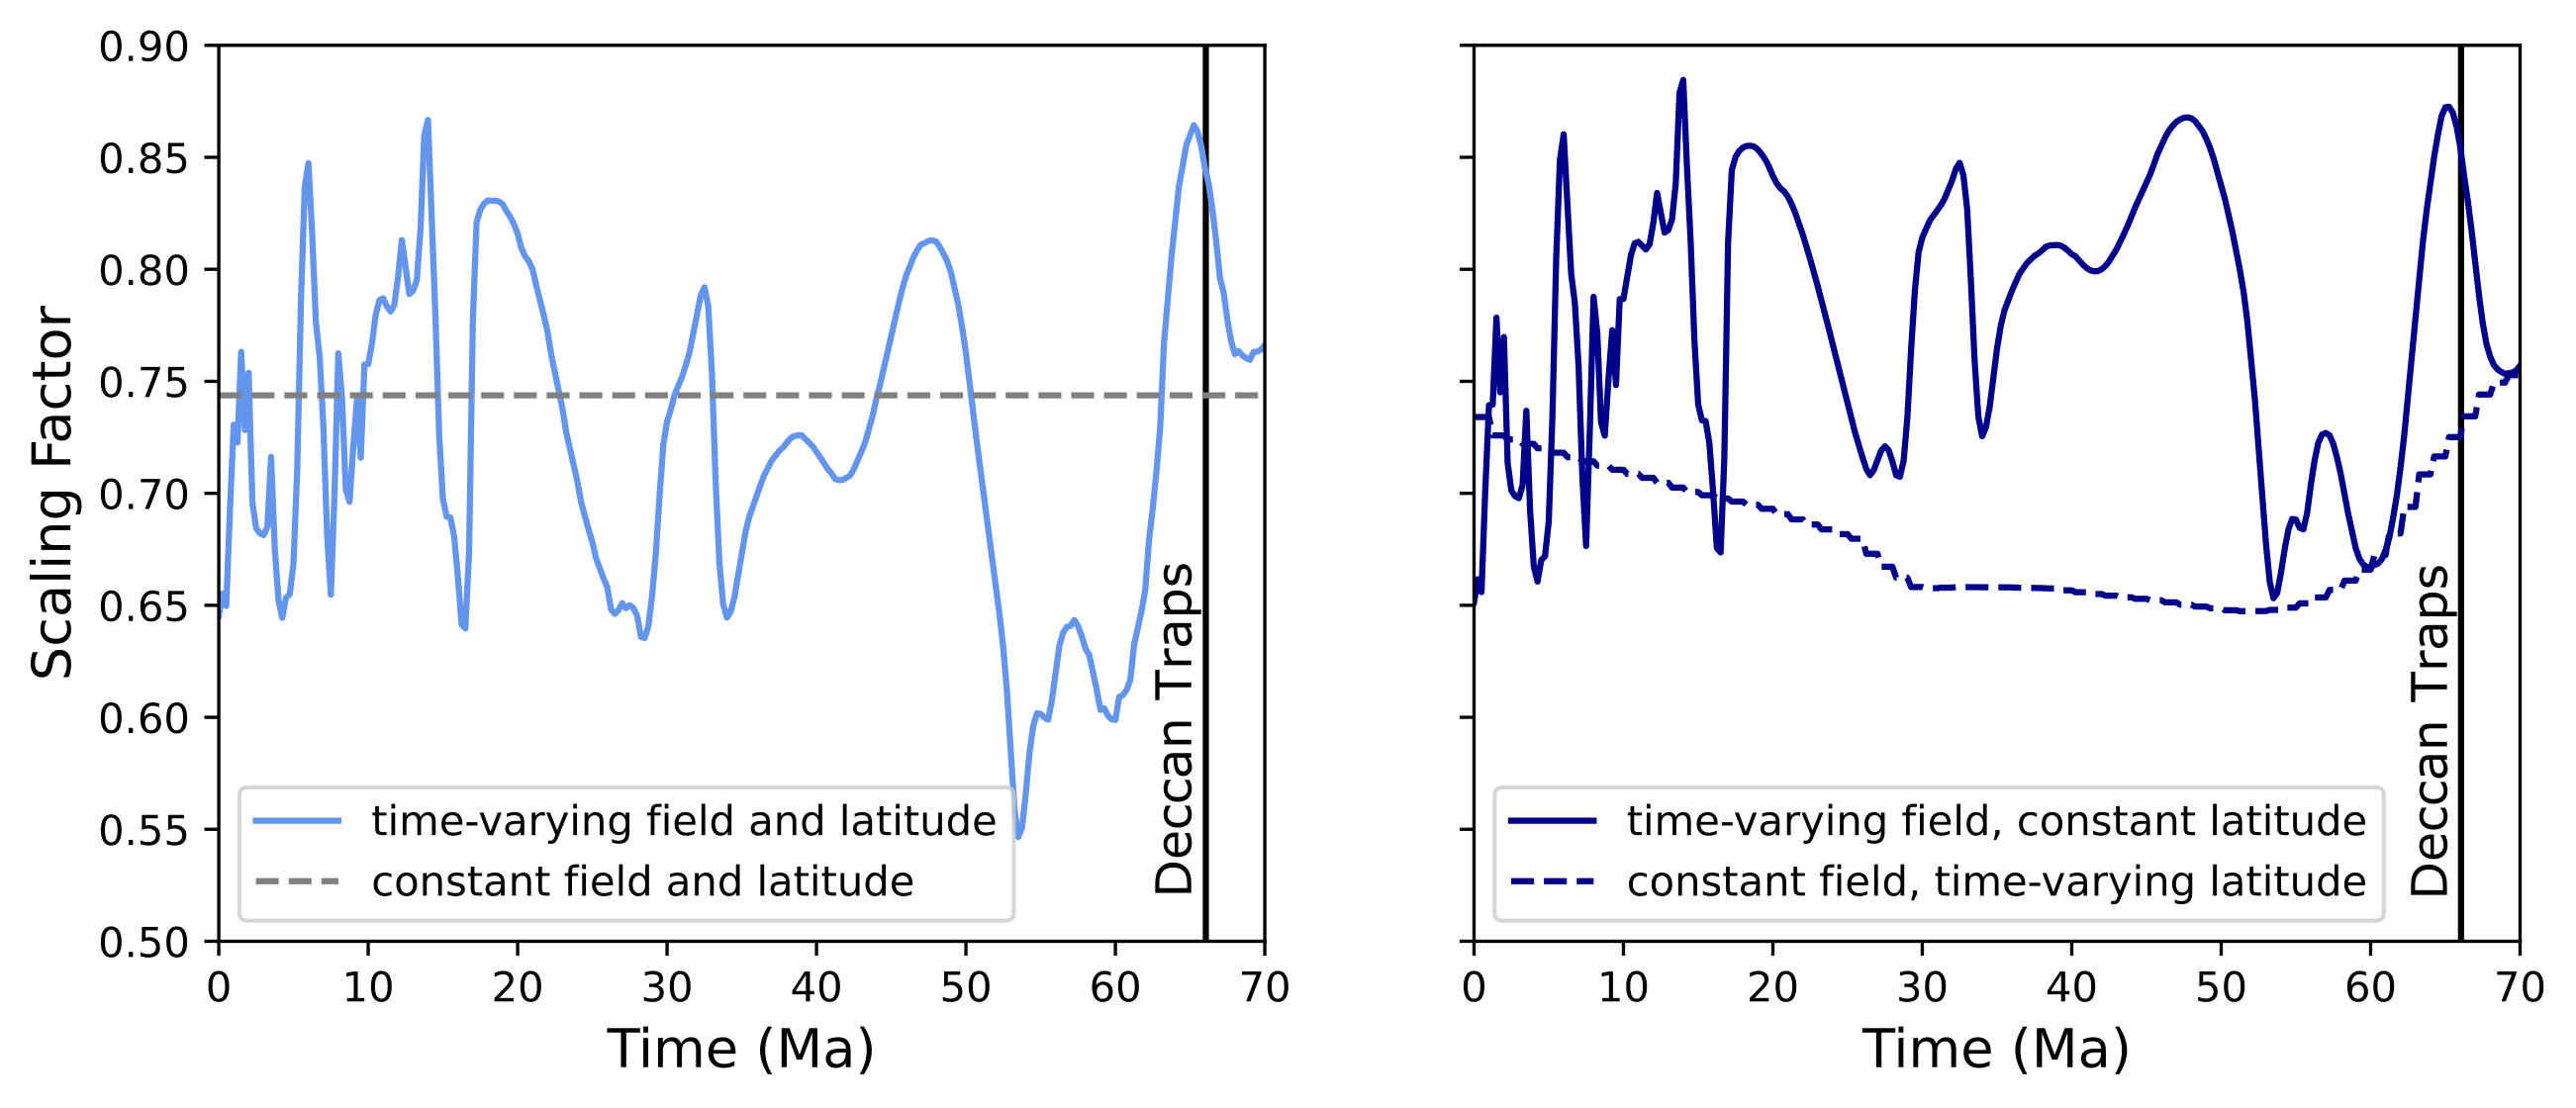 Scaling Factor
0.90
0.85
0.80
0.75
0.70
0.65
0.60
0.55
0.50
time-varying field and latitude
constant field and latitude
Deccan Traps
0 10 20 30 40 50 60 70
Time (Ma)
time-varying field, constant latitude
constant field, time-varying latitude
Deccan Traps
0 10 20 30 40 50 60 70
Time (Ma)